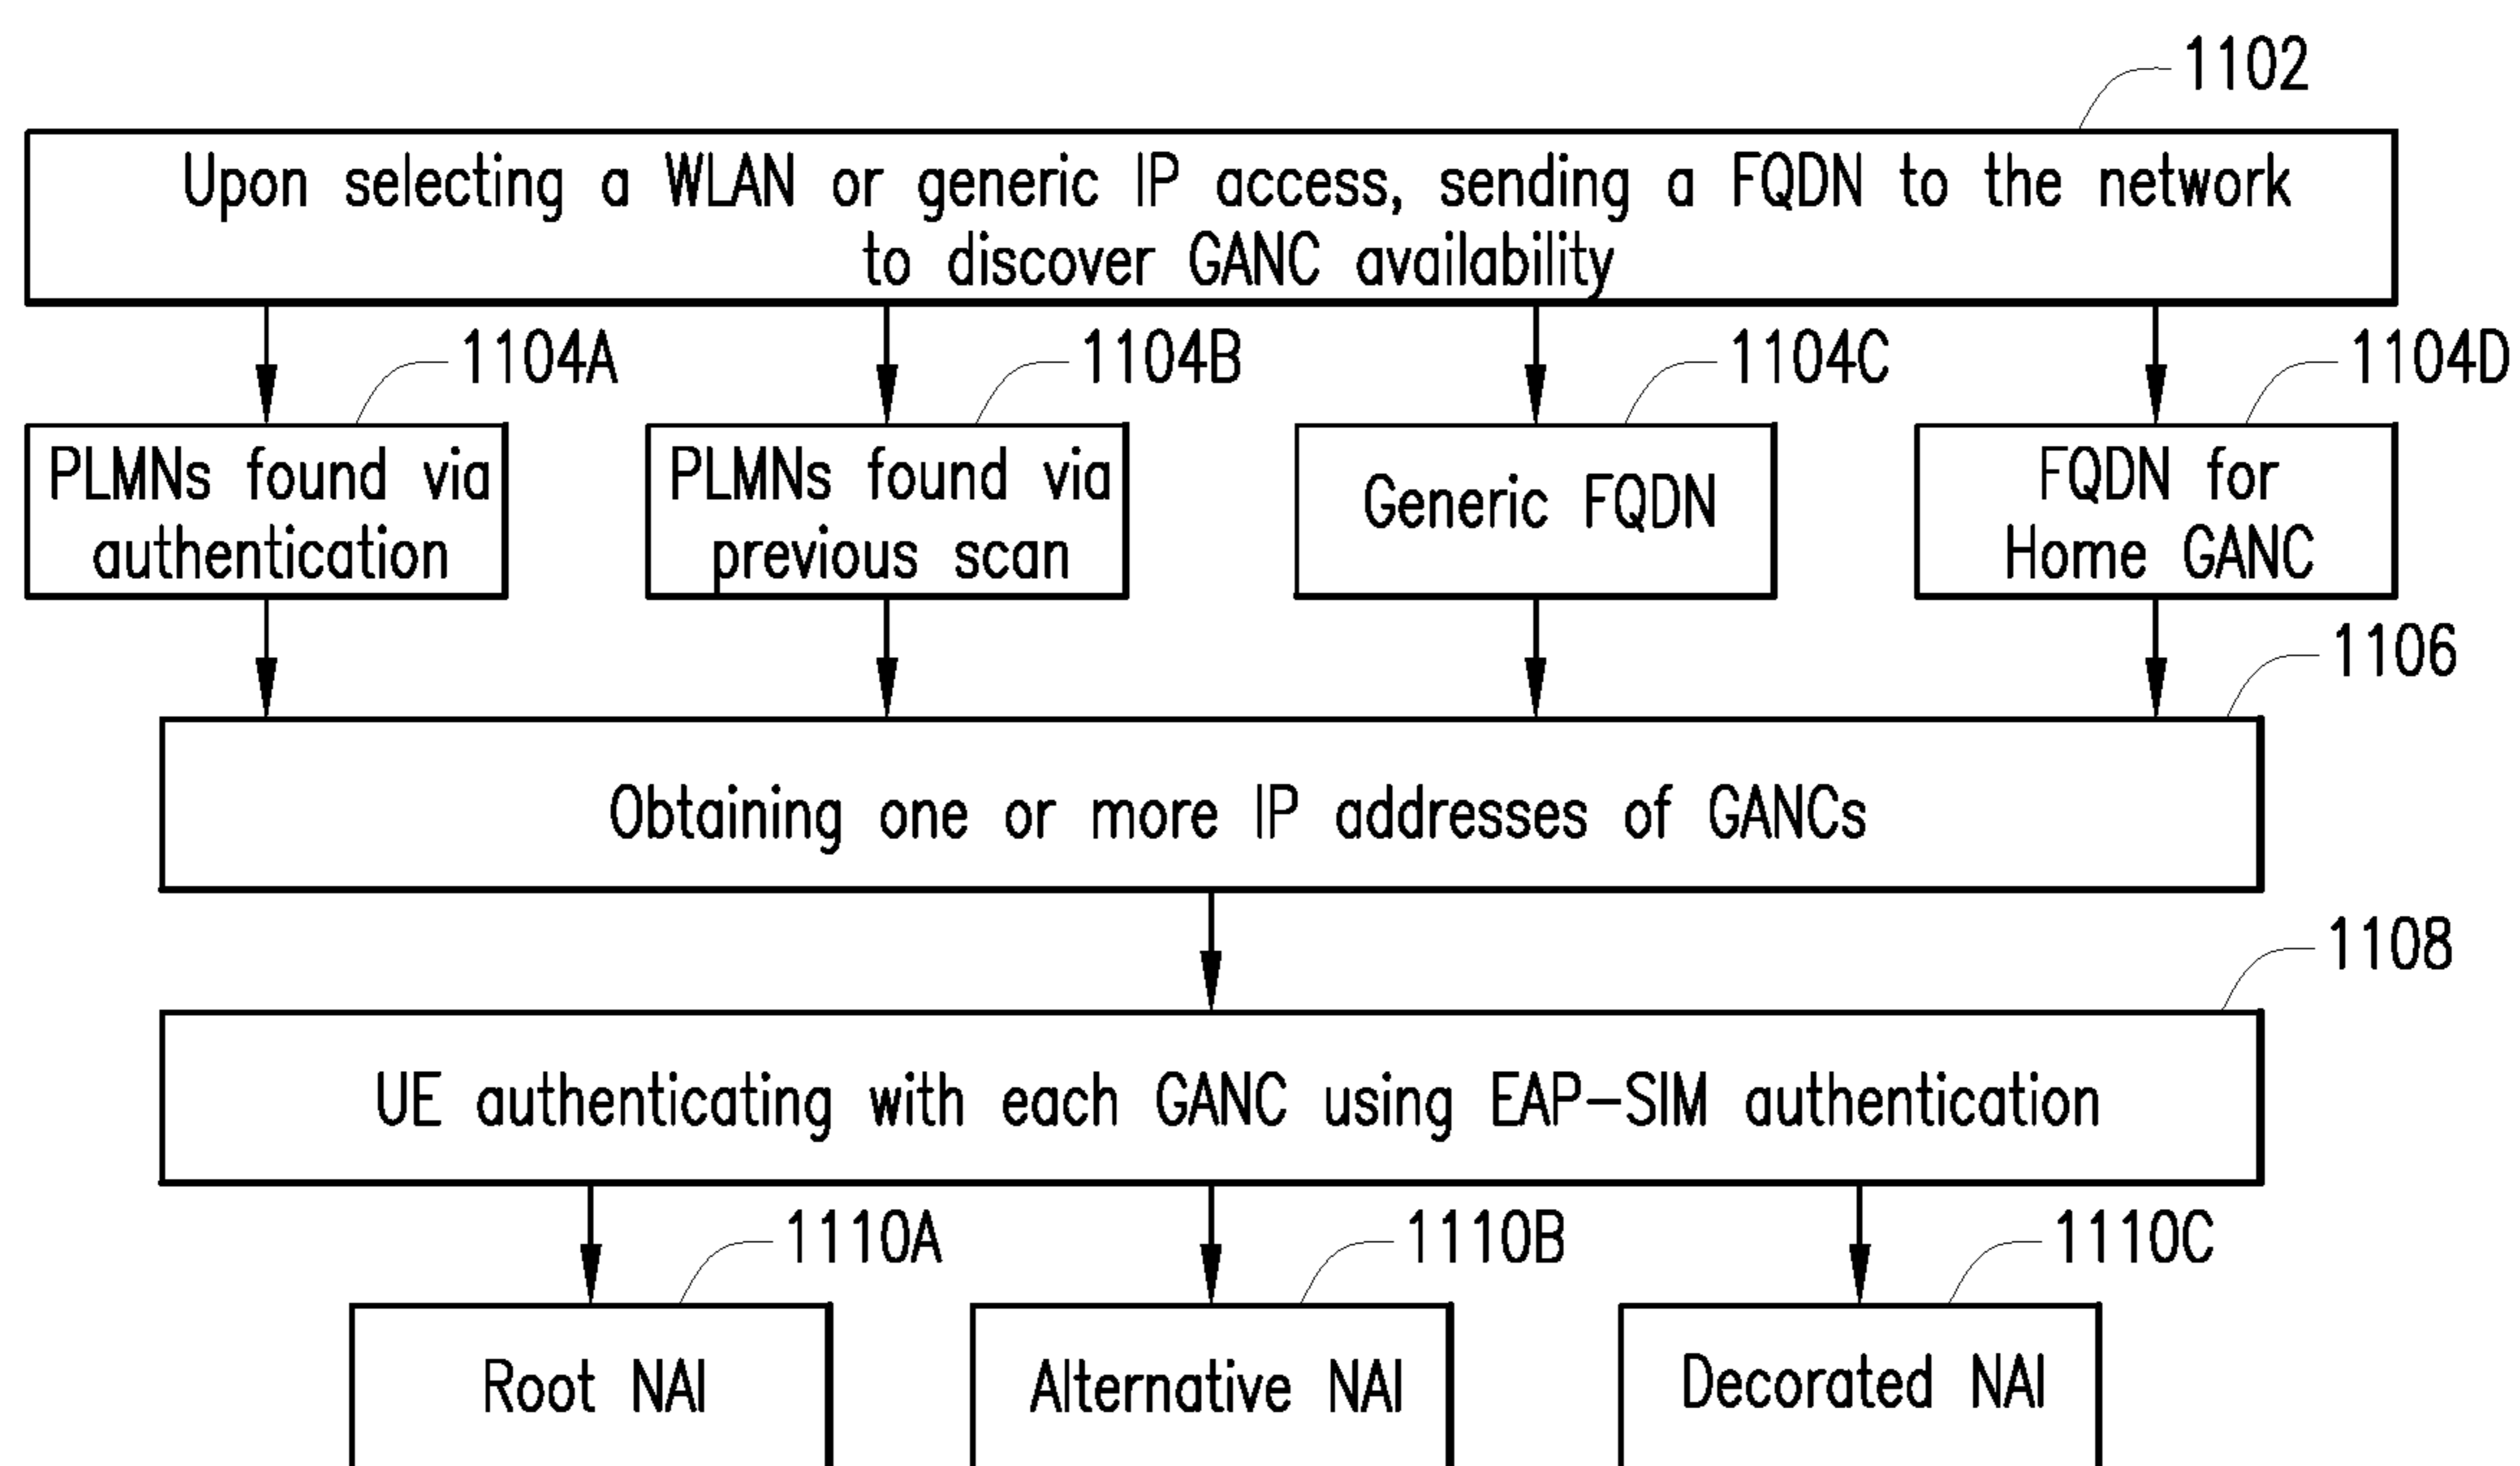 1102
Upon selecting a WLAN or generic IP access, sending a FQDN to the network
to discover GANC availability
1104A
1104B
1104C
1104D
PLMNs found via
authentication
PLMNs found via
previous scan
Generic FQDN
FQDN for
Home GANC
1106
Obtaining one or more IP addresses of GANCs
1108
UE authenticating with each GANC using EAP-SIM authentication
1110A
1110B
1110C
Root NAI
Alternative NAI
Decorated NAI